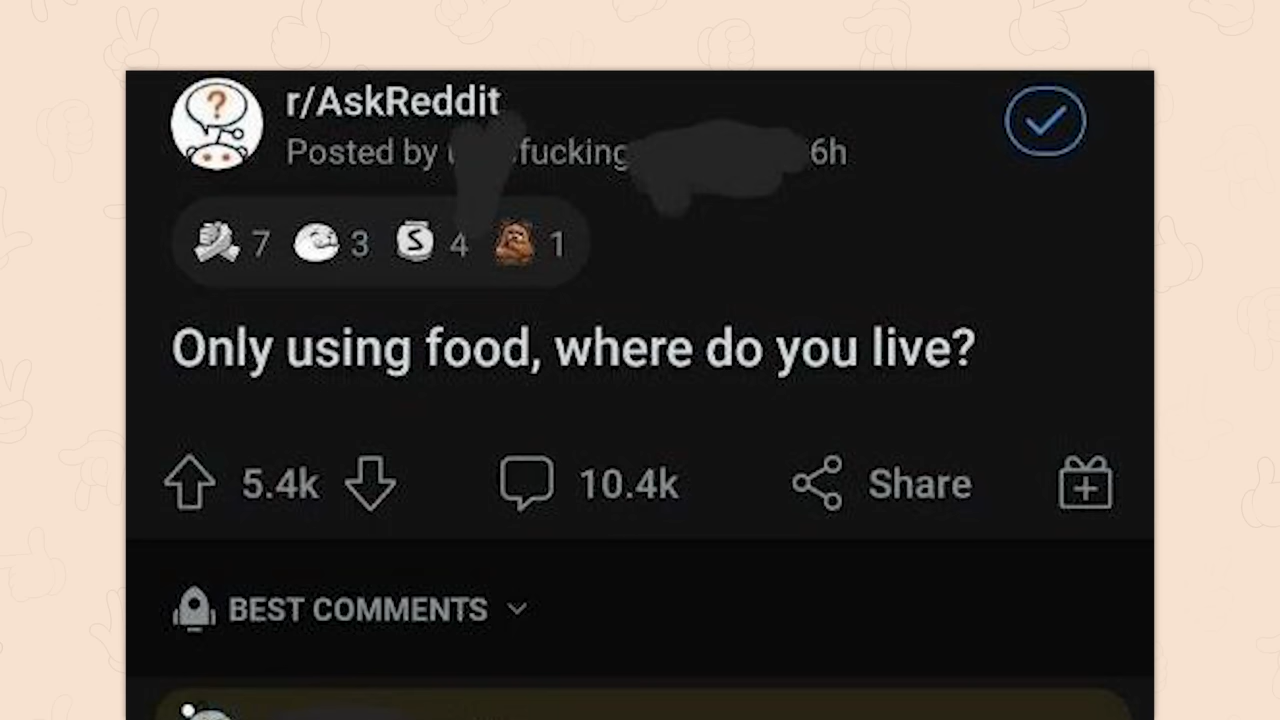 r/AskReddit
Posted by fucking 6h
7 3 4 1
Only using food, where do you live?
5.4k 10.4k Share
BEST COMMENTS